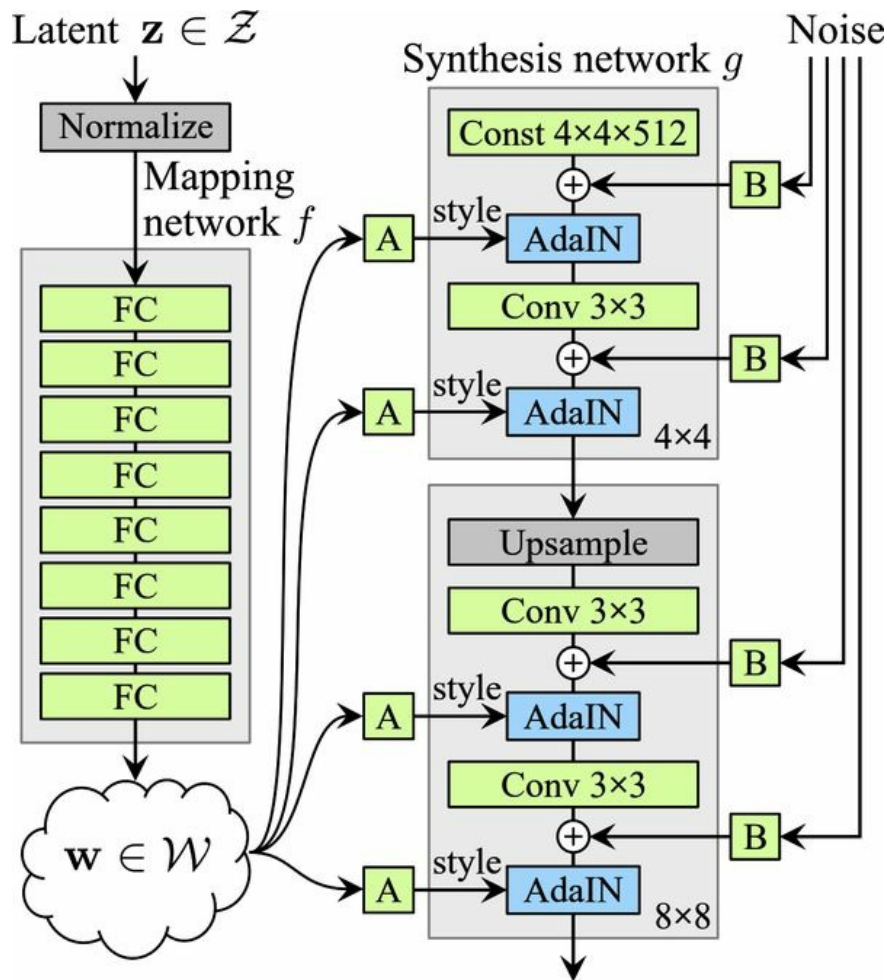 Latent z ∈ 𝒵
Normalize
Mapping
network f
FC
FC
FC
FC
FC
FC
FC
FC
w ∈ 𝒲
Synthesis network g
Noise
Const 4×4×512
B
A
style
AdaIN
Conv 3×3
B
A
style
AdaIN
4×4
Upsample
Conv 3×3
B
A
style
AdaIN
Conv 3×3
B
A
style
AdaIN
8×8